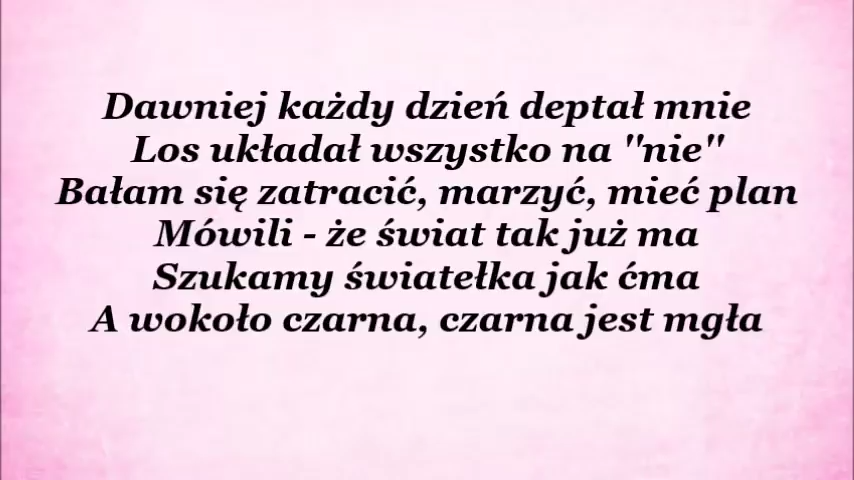 Dawniej każdy dzień deptał mnie
Los układał wszystko na "nie"
Bałam się zatracić, marzyć, mieć plan
Mówili - że świat tak już ma
Szukamy światełka jak ćma
A wokoło czarna, czarna jest mgła